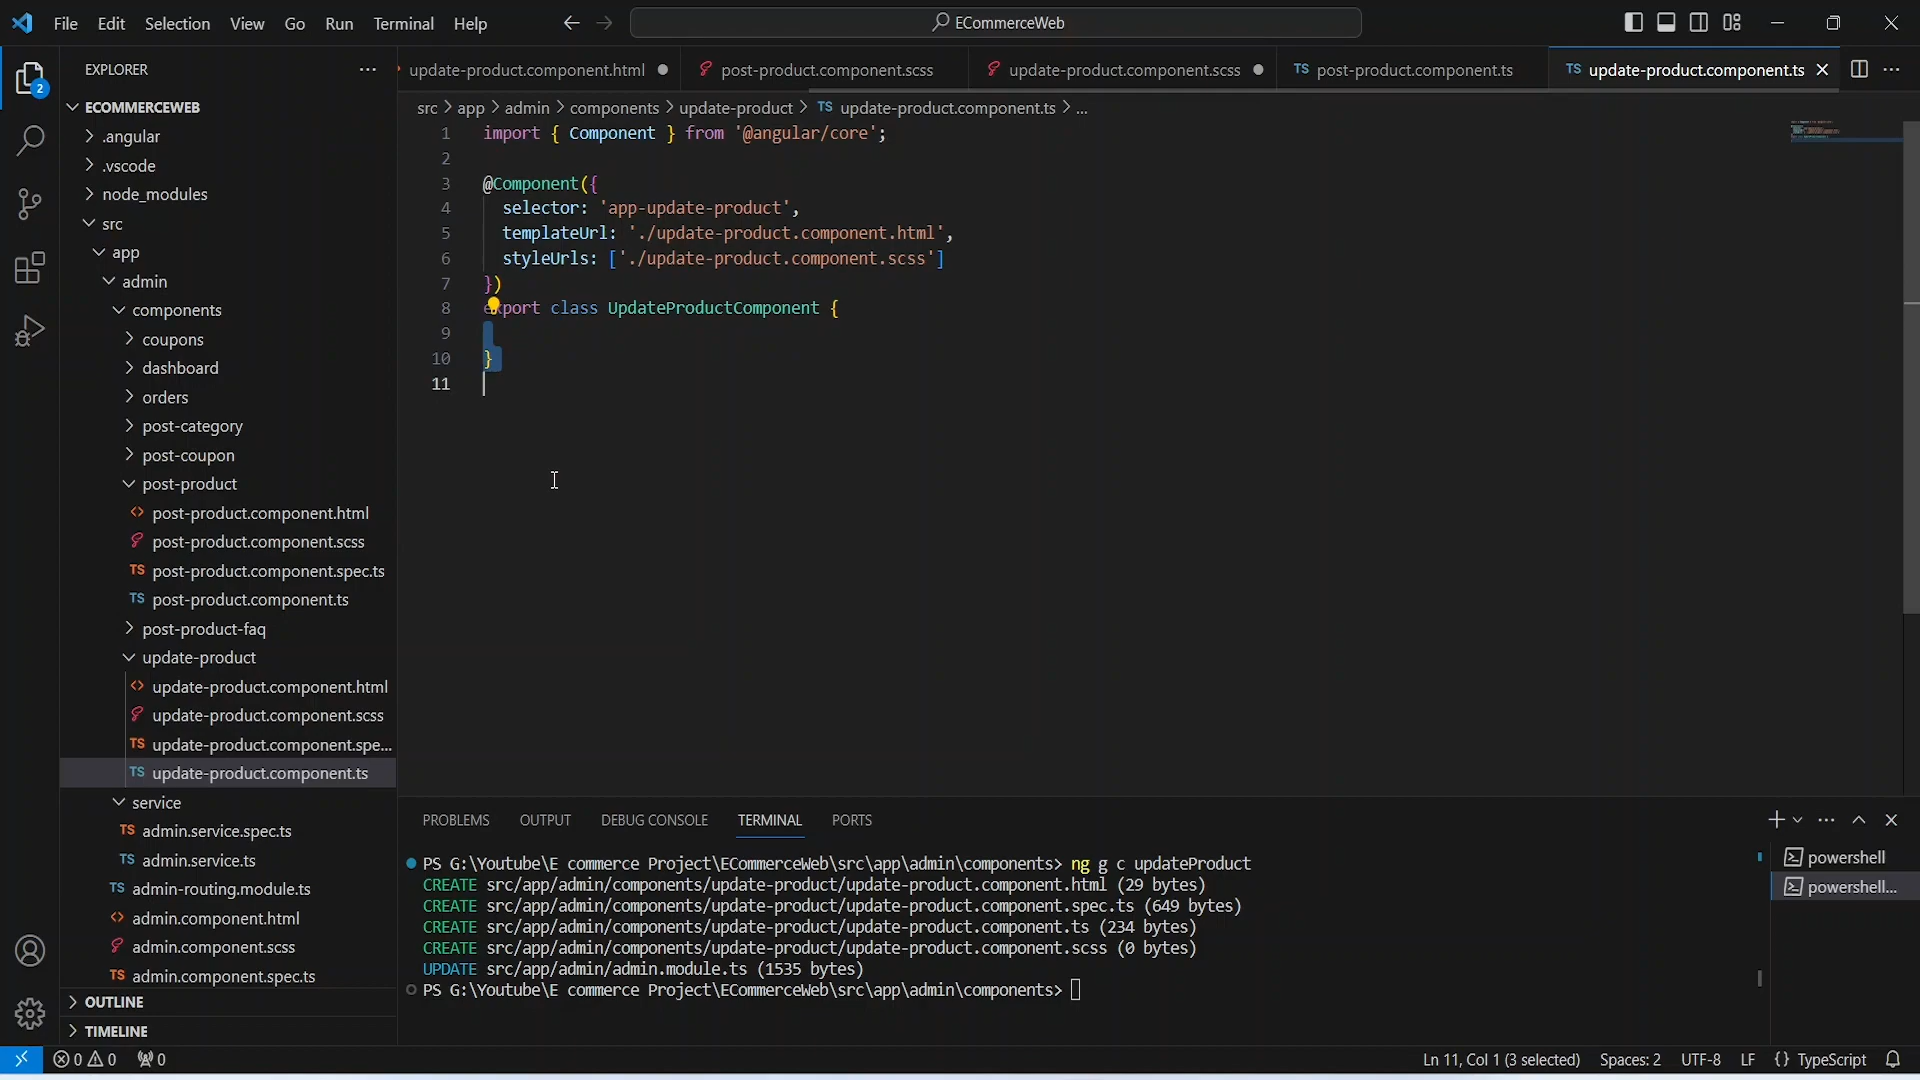 File Edit Selection View Go Run Terminal Help
ECommerceWeb
EXPLORER
update-product.component.html
post-product.component.scss
update-product.component.scss
TS post-product.component.ts
TS update-product.component.ts
ECOMMERCEWEB
.angular
.vscode
node_modules
src
app
admin
components
coupons
dashboard
orders
post-category
post-coupon
post-product
post-product.component.html
post-product.component.scss
TS post-product.component.spec.ts
TS post-product.component.ts
post-product-faq
update-product
update-product.component.html
update-product.component.scss
TS update-product.component.spe...
TS update-product.component.ts
service
TS admin.service.spec.ts
TS admin.service.ts
TS admin-routing.module.ts
admin.component.html
admin.component.scss
TS admin.component.spec.ts
OUTLINE
TIMELINE
2
src > app > admin > components > update-product > TS update-product.component.ts > ...
1 import { Component } from '@angular/core';
2
3 @Component({
4 selector: 'app-update-product',
5 templateUrl: './update-product.component.html',
6 styleUrls: ['./update-product.component.scss']
7 })
8 export class UpdateProductComponent {
9
10 }
11
PROBLEMS OUTPUT DEBUG CONSOLE TERMINAL PORTS
PS G:\Youtube\E commerce Project\ECommerceWeb\src\app\admin\components> ng g c updateProduct
CREATE src/app/admin/components/update-product/update-product.component.html (29 bytes)
CREATE src/app/admin/components/update-product/update-product.component.spec.ts (649 bytes)
CREATE src/app/admin/components/update-product/update-product.component.ts (234 bytes)
CREATE src/app/admin/components/update-product/update-product.component.scss (0 bytes)
UPDATE src/app/admin/admin.module.ts (1535 bytes)
PS G:\Youtube\E commerce Project\ECommerceWeb\src\app\admin\components>
powershell
powershell...
0 0 0
Ln 11, Col 1 (3 selected) Spaces: 2 UTF-8 LF {} TypeScript